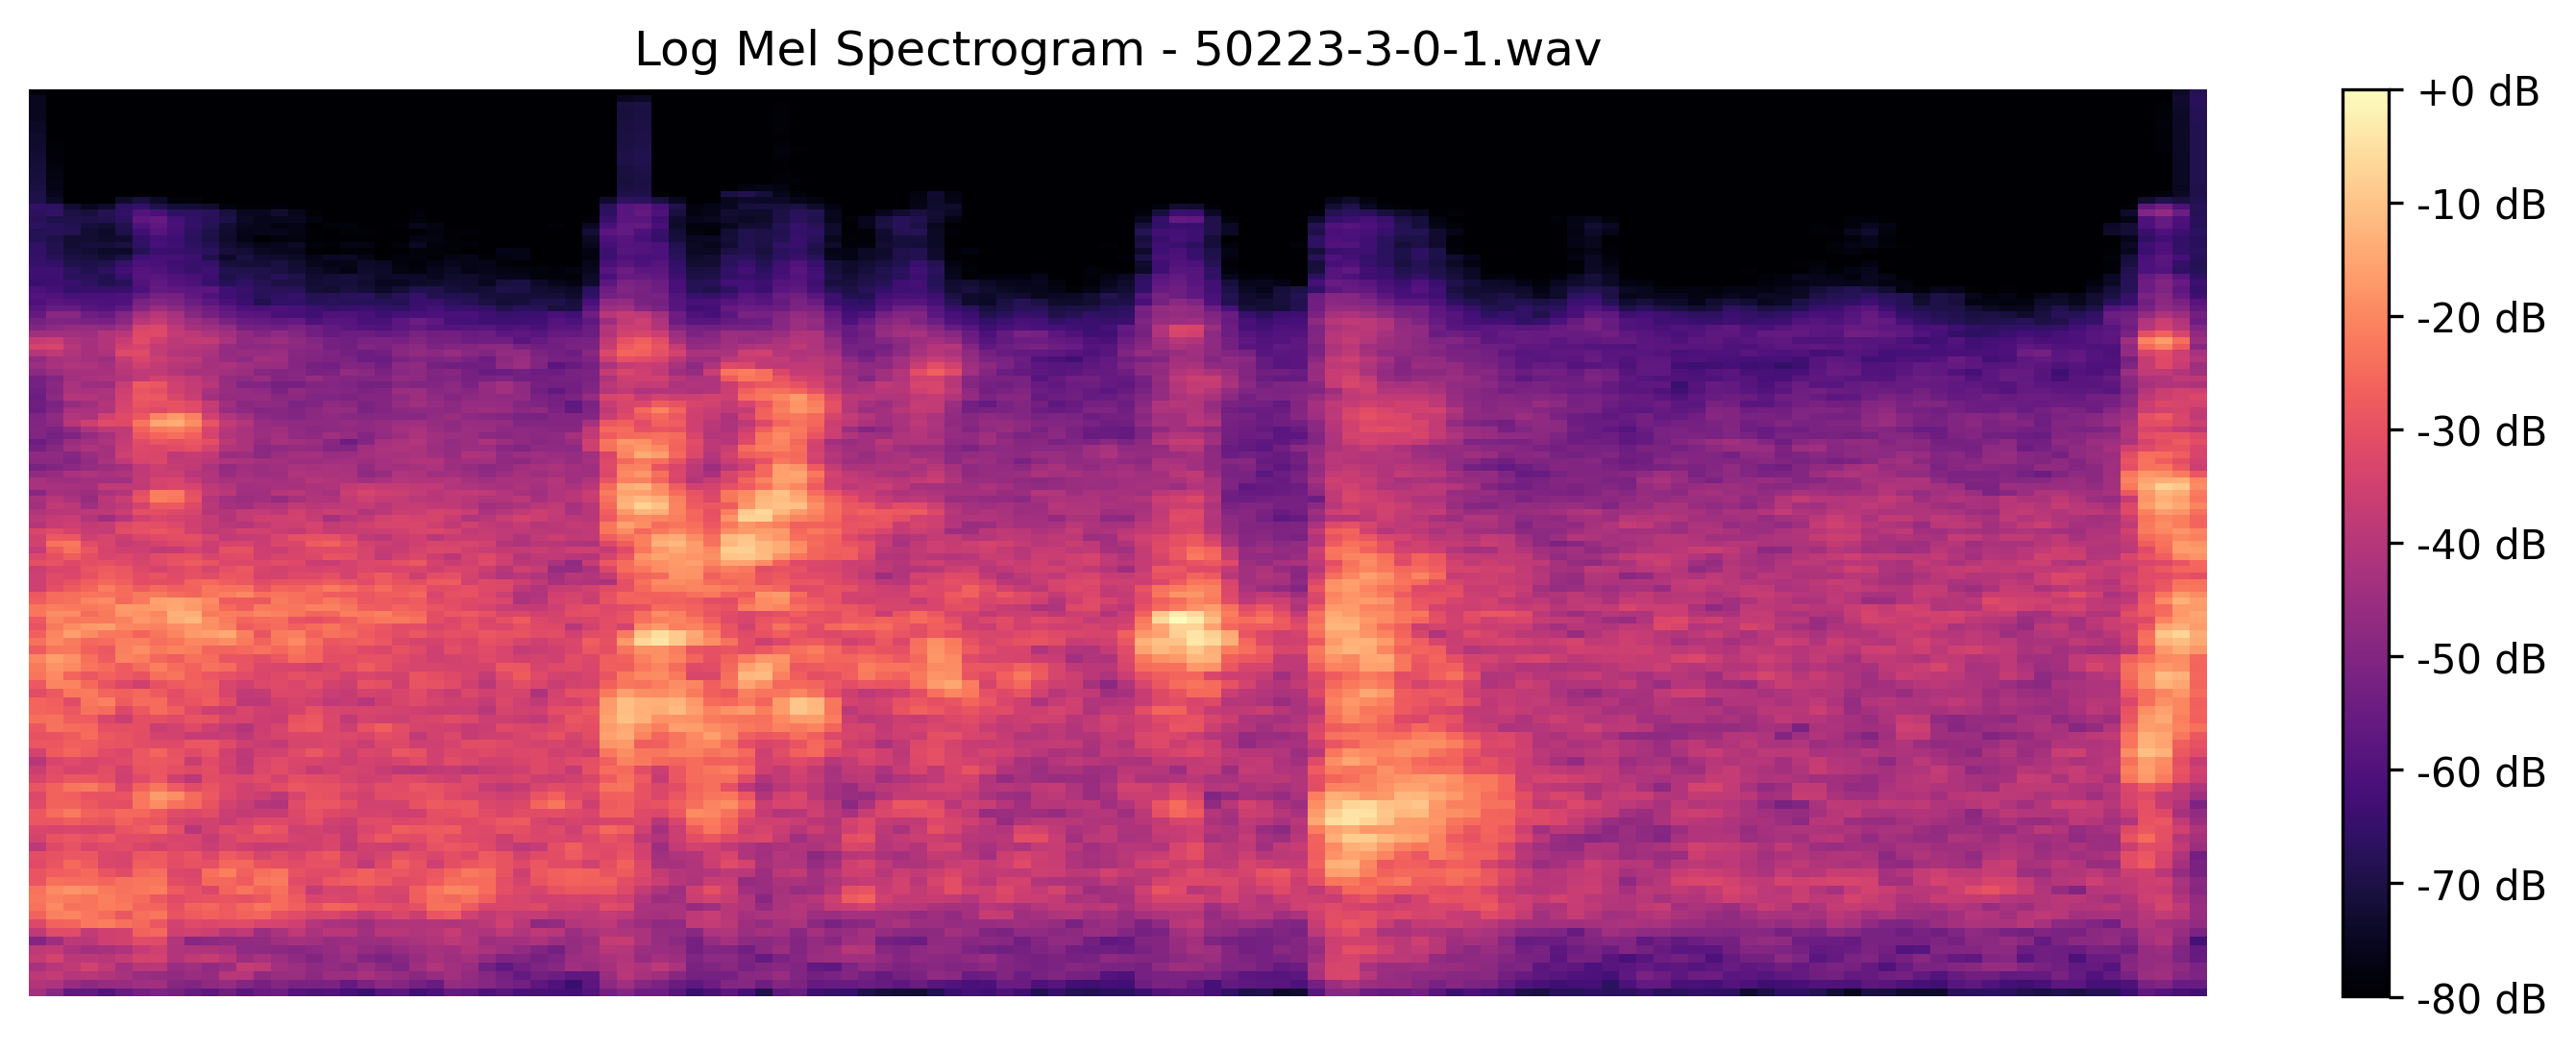 Log Mel Spectrogram - 50223-3-0-1.wav
+0 dB
-10 dB
-20 dB
-30 dB
-40 dB
-50 dB
-60 dB
-70 dB
-80 dB